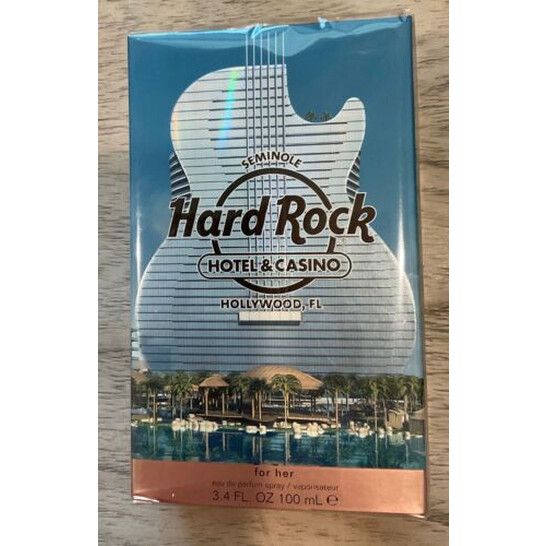 SEMINOLE
Hard Rock
HOTEL & CASINO
HOLLYWOOD, FL
for her
eau de parfum spray / vaporisateur
3.4 FL. OZ 100 mL ℮